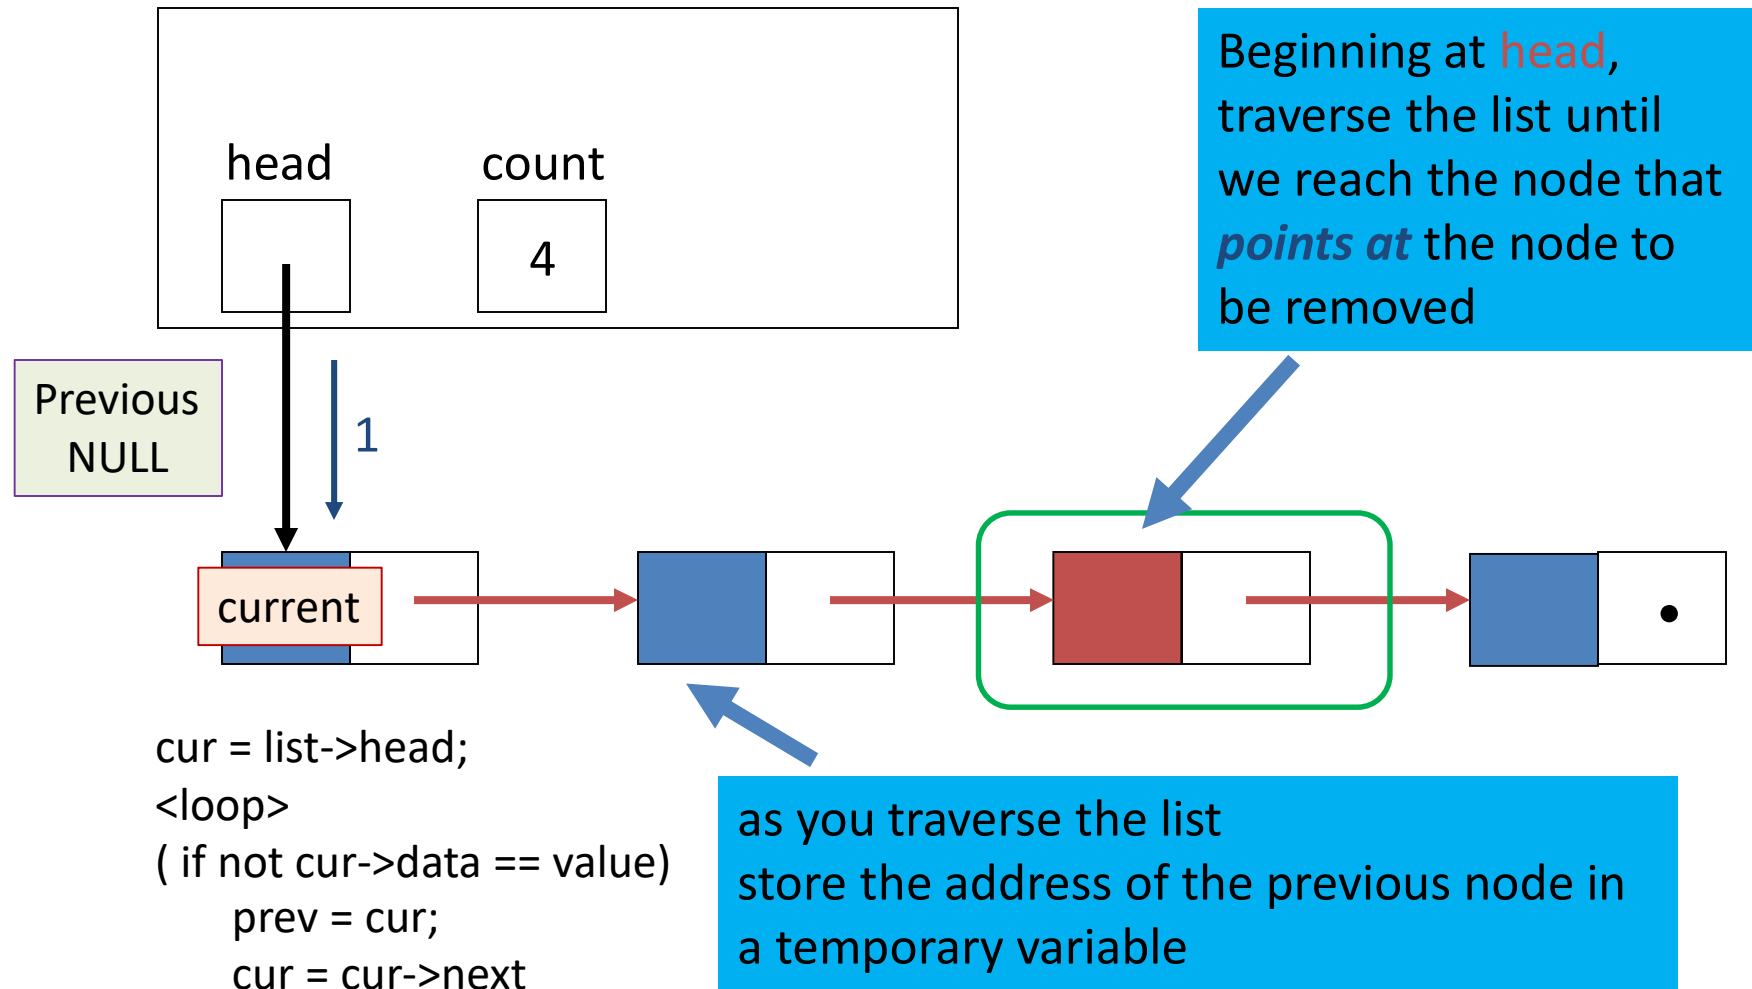 head
count
4
Beginning at head,
traverse the list until
we reach the node that
points at the node to
be removed
Previous
NULL
1
current
cur = list->head;
<loop>
( if not cur->data == value)
prev = cur;
cur = cur->next
as you traverse the list
store the address of the previous node in
a temporary variable